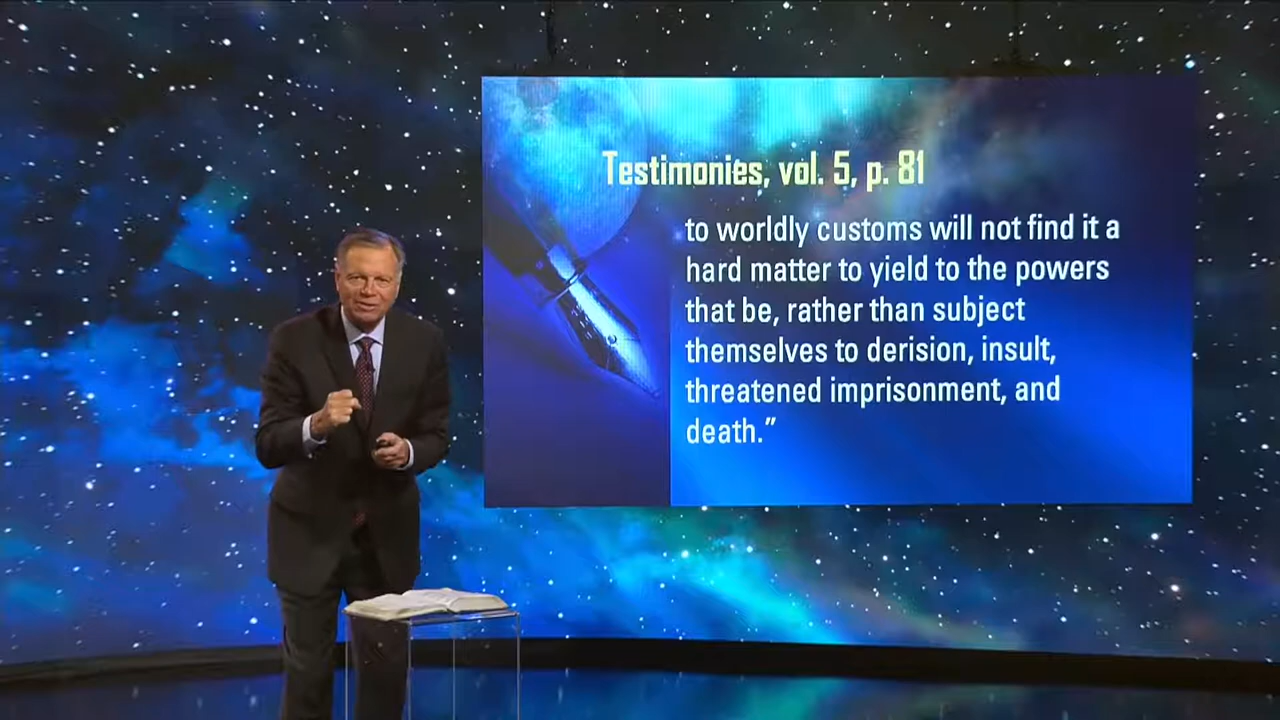 Testimonies, vol. 5, p. 81
to worldly customs will not find it a
hard matter to yield to the powers
that be, rather than subject
themselves to derision, insult,
threatened imprisonment, and
death.”